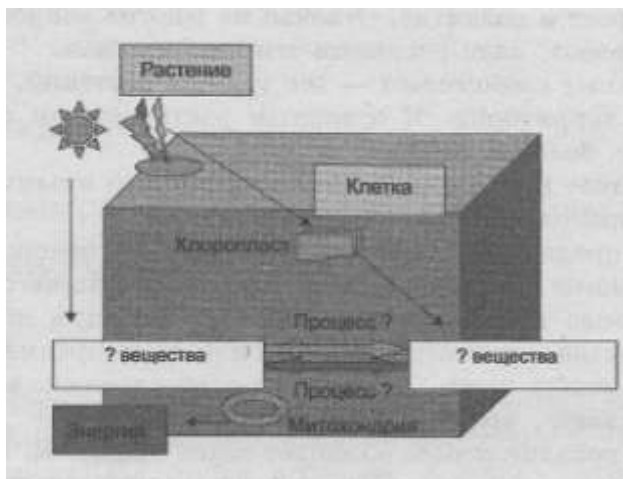 Растение
Клетка
Хлоропласт
Процесс ?
? вещества
? вещества
Процесс ?
Митохондрия
Энергия